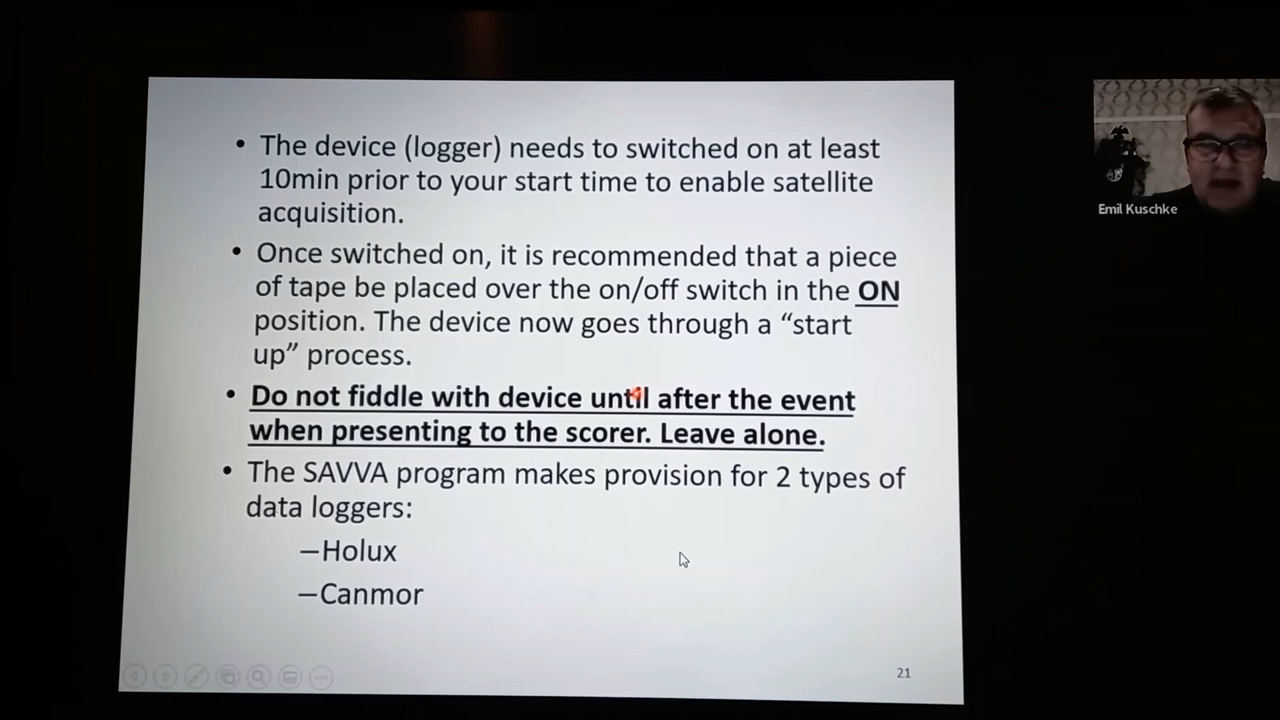 • The device (logger) needs to switched on at least
10min prior to your start time to enable satellite
acquisition.
• Once switched on, it is recommended that a piece
of tape be placed over the on/off switch in the ON
position. The device now goes through a “start
up” process.
• Do not fiddle with device until after the event
when presenting to the scorer. Leave alone.
• The SAVVA program makes provision for 2 types of
data loggers:
–Holux
–Canmor
21
Emil Kuschke